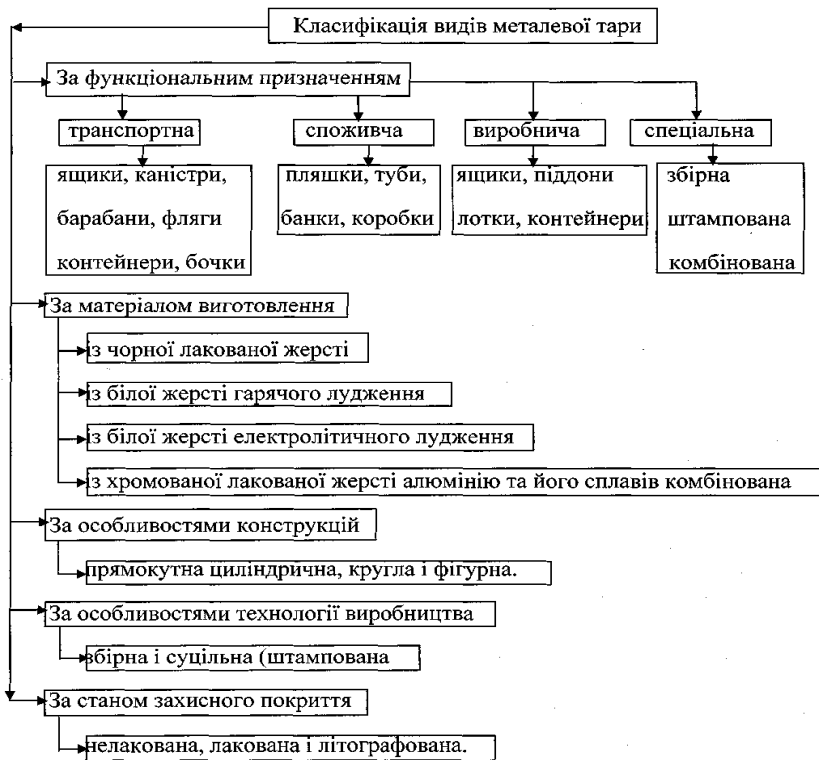 Класифікація видів металевої тари
За функціональним призначенням
транспортна
споживча
виробнича
спеціальна
ящики, каністри,
барабани, фляги
контейнери, бочки
пляшки, туби,
банки, коробки
ящики, піддони
лотки, контейнери
збірна
штампована
комбінована
За матеріалом виготовлення
із чорної лакованої жерсті
із білої жерсті гарячого лудження
із білої жерсті електролітичного лудження
із хромованої лакованої жерсті алюмінію та його сплавів комбінована
За особливостями конструкцій
прямокутна циліндрична, кругла і фігурна.
За особливостями технології виробництва
збірна і суцільна (штампована
За станом захисного покриття
нелакована, лакована і літографована.